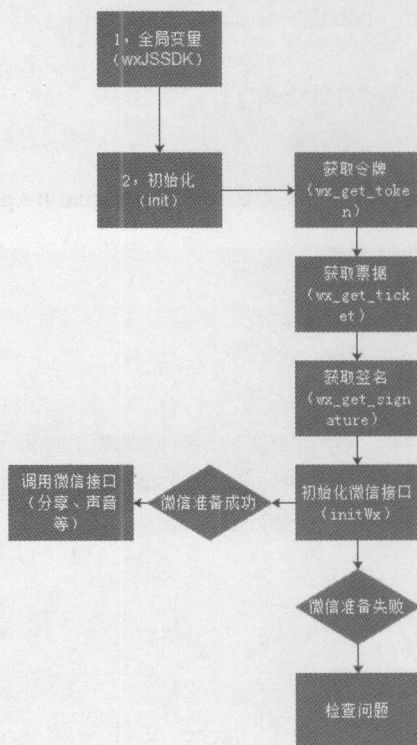 1，全局变量
（wxJSSDK）
2，初始化
（init）
获取令牌
（wx_get_toke
n）
获取票据
（wx_get_tick
et）
获取签名
（wx_get_sign
ature）
初始化微信接口
（initWx）
微信准备成功
调用微信接口
（分享、声音
等）
微信准备失败
检查问题